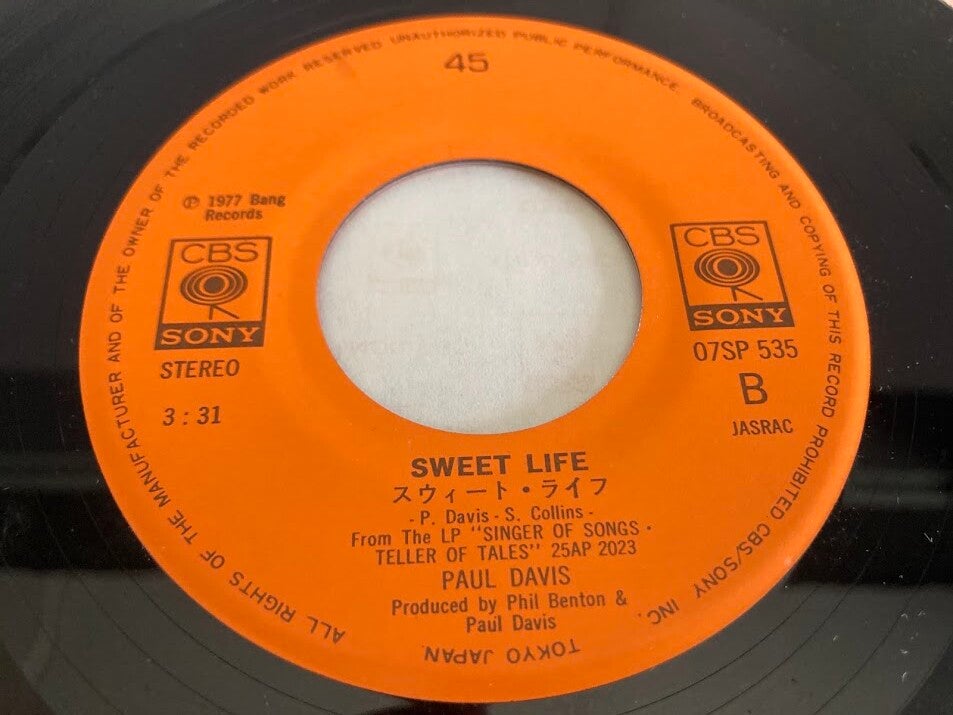 45
ALL RIGHTS OF THE MANUFACTURER AND OF THE OWNER OF THE RECORDED WORK RESERVED UNAUTHORIZED PUBLIC PERFORMANCE BROADCASTING AND COPYING OF THIS RECORD PROHIBITED CBS/SONY INC. TOKYO JAPAN.
℗ 1977 Bang
Records
CBS
SONY
STEREO
3 : 31
CBS
SONY
07SP 535
B
JASRAC
SWEET LIFE
スウィート・ライフ
- P. Davis - S. Collins -
From The LP "SINGER OF SONGS・
TELLER OF TALES" 25AP 2023
PAUL DAVIS
Produced by Phil Benton &
Paul Davis